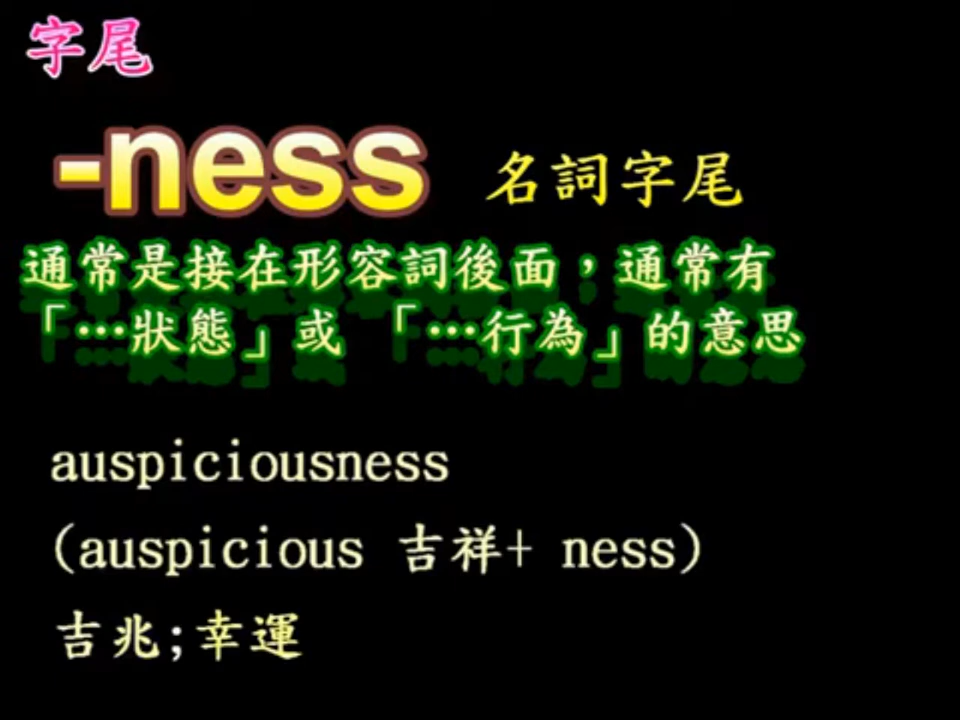 字尾
-ness 名詞字尾
通常是接在形容詞後面，通常有
「…狀態」或 「…行為」的意思
auspiciousness
(auspicious 吉祥+ ness)
吉兆;幸運